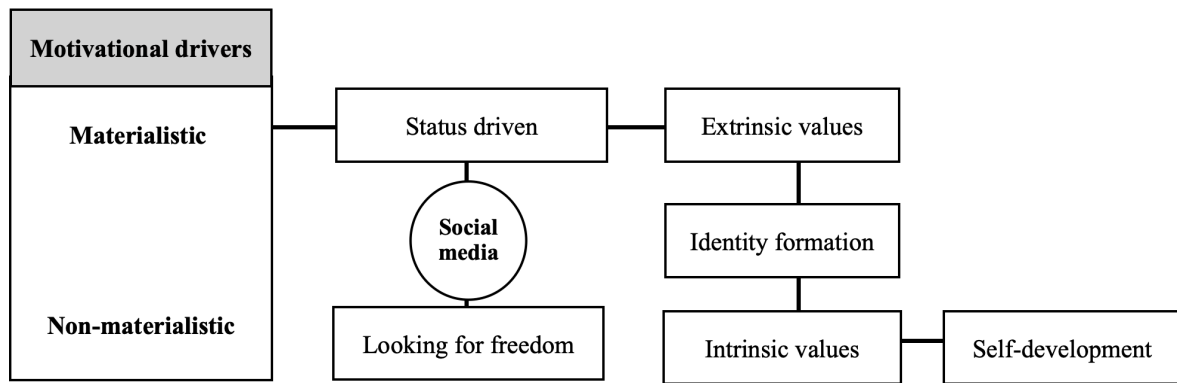 Motivational drivers
Materialistic
Status driven
Extrinsic values
Social
media
Identity formation
Non-materialistic
Looking for freedom
Intrinsic values
Self-development